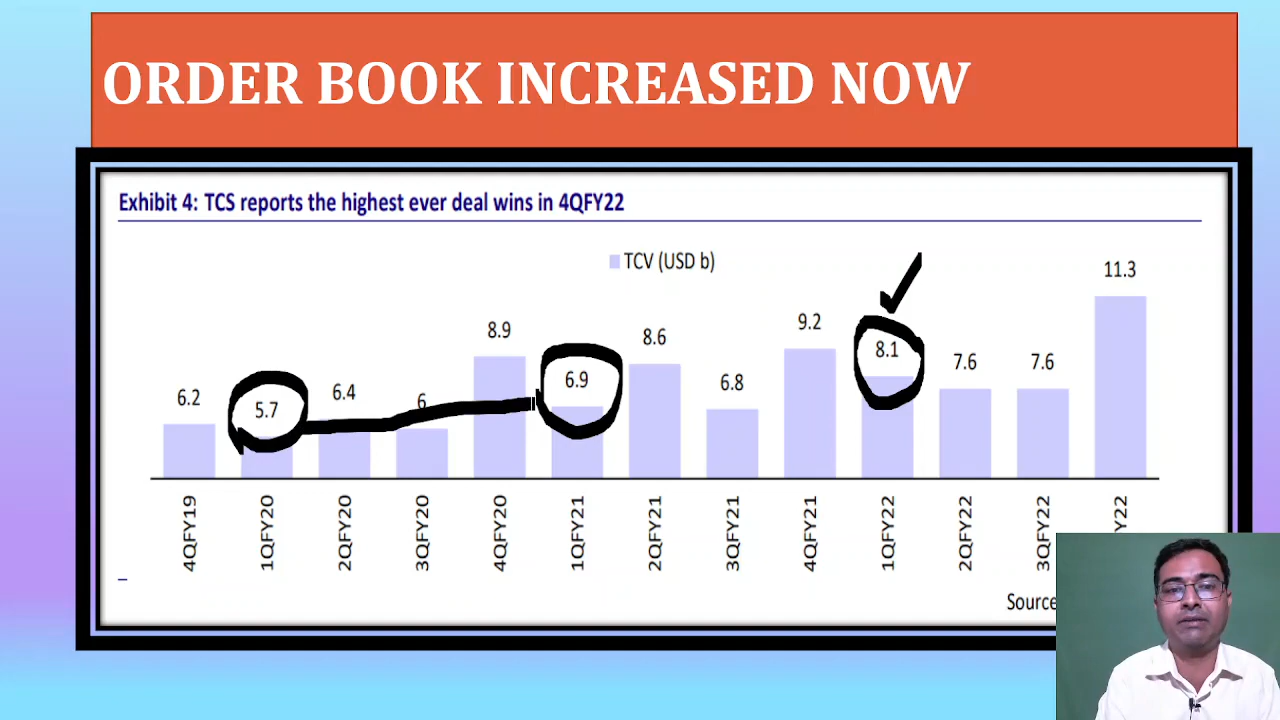 ORDER BOOK INCREASED NOW
Exhibit 4: TCS reports the highest ever deal wins in 4QFY22
TCV (USD b)
6.2 5.7 6.4 6 8.9 6.9 8.6 6.8 9.2 8.1 7.6 7.6 11.3
4QFY19 1QFY20 2QFY20 3QFY20 4QFY20 1QFY21 2QFY21 3QFY21 4QFY21 1QFY22 2QFY22 3QFY22 Y22
Source